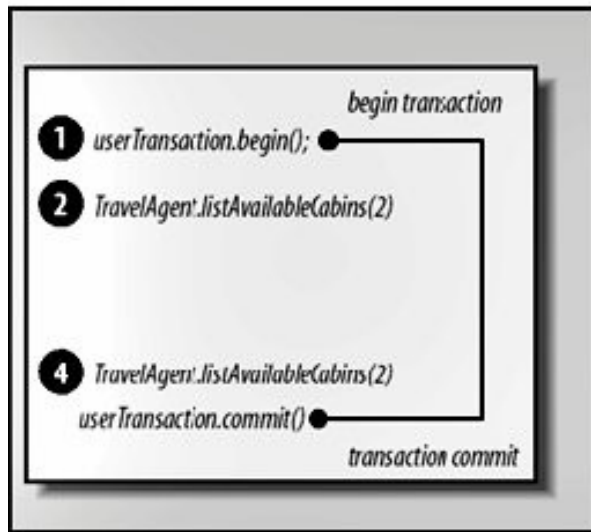 begin transaction
1 userTransaction.begin();
2 TravelAgent.listAvailableCabins(2)
4 TravelAgent.listAvailableCabins(2)
userTransaction.commit()
transaction commit